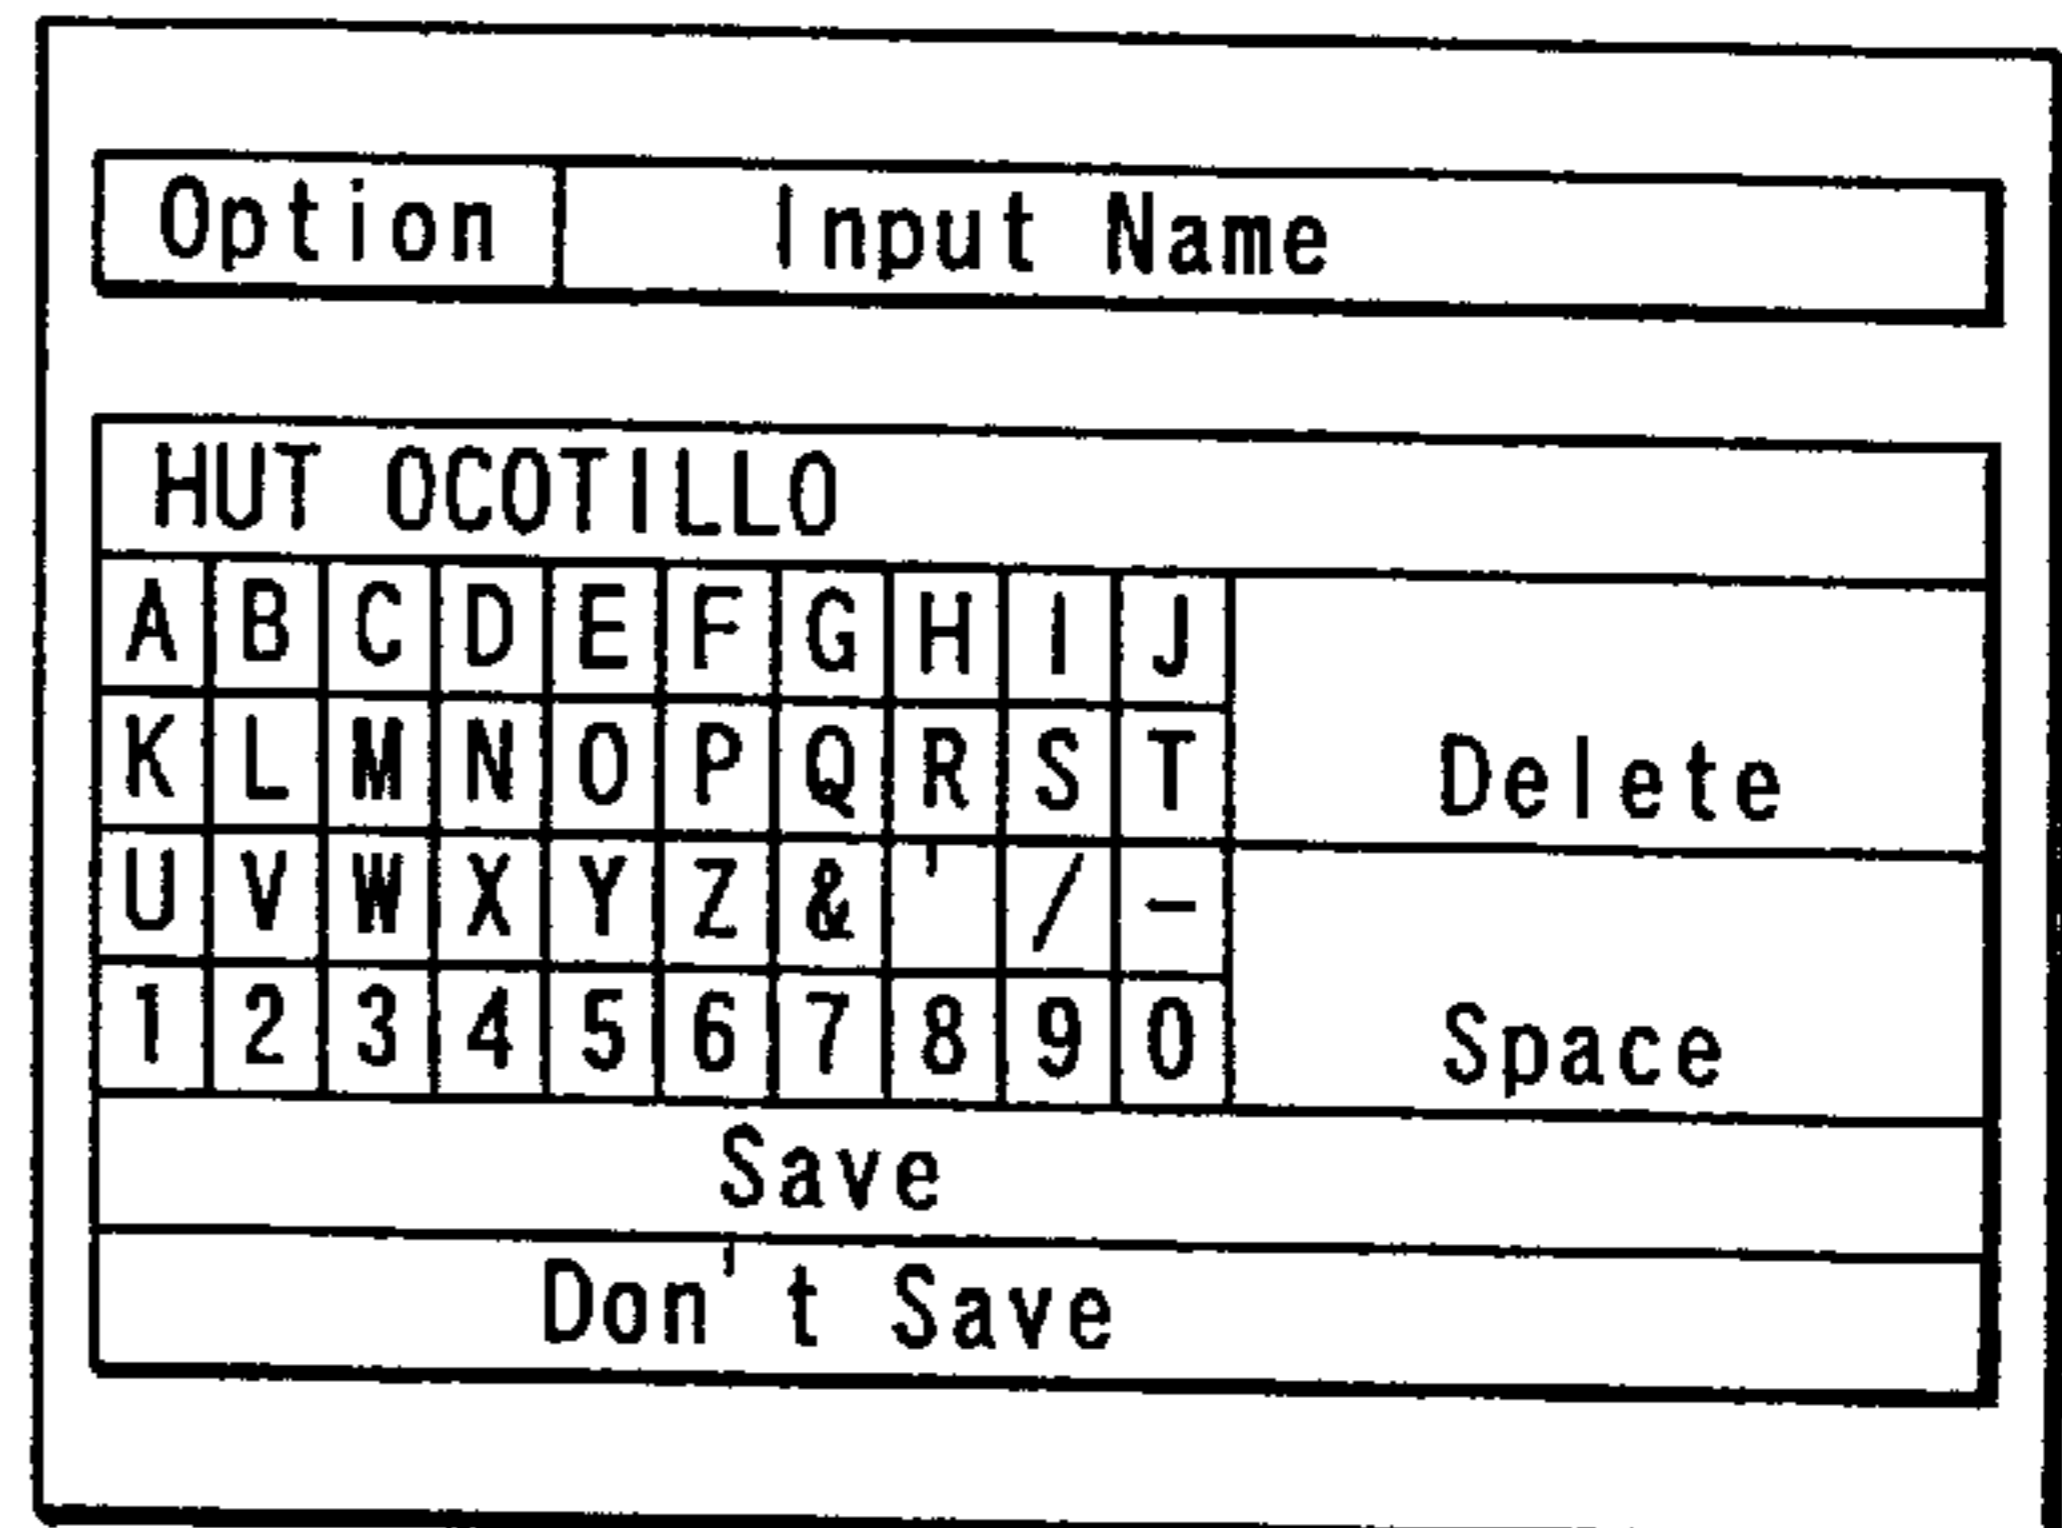 Option Input Name
HUT OCOTILLO
A B C D E F G H I J
K L M N O P Q R S T Delete
U V W X Y Z & ' / -
1 2 3 4 5 6 7 8 9 0 Space
Save
Don't Save